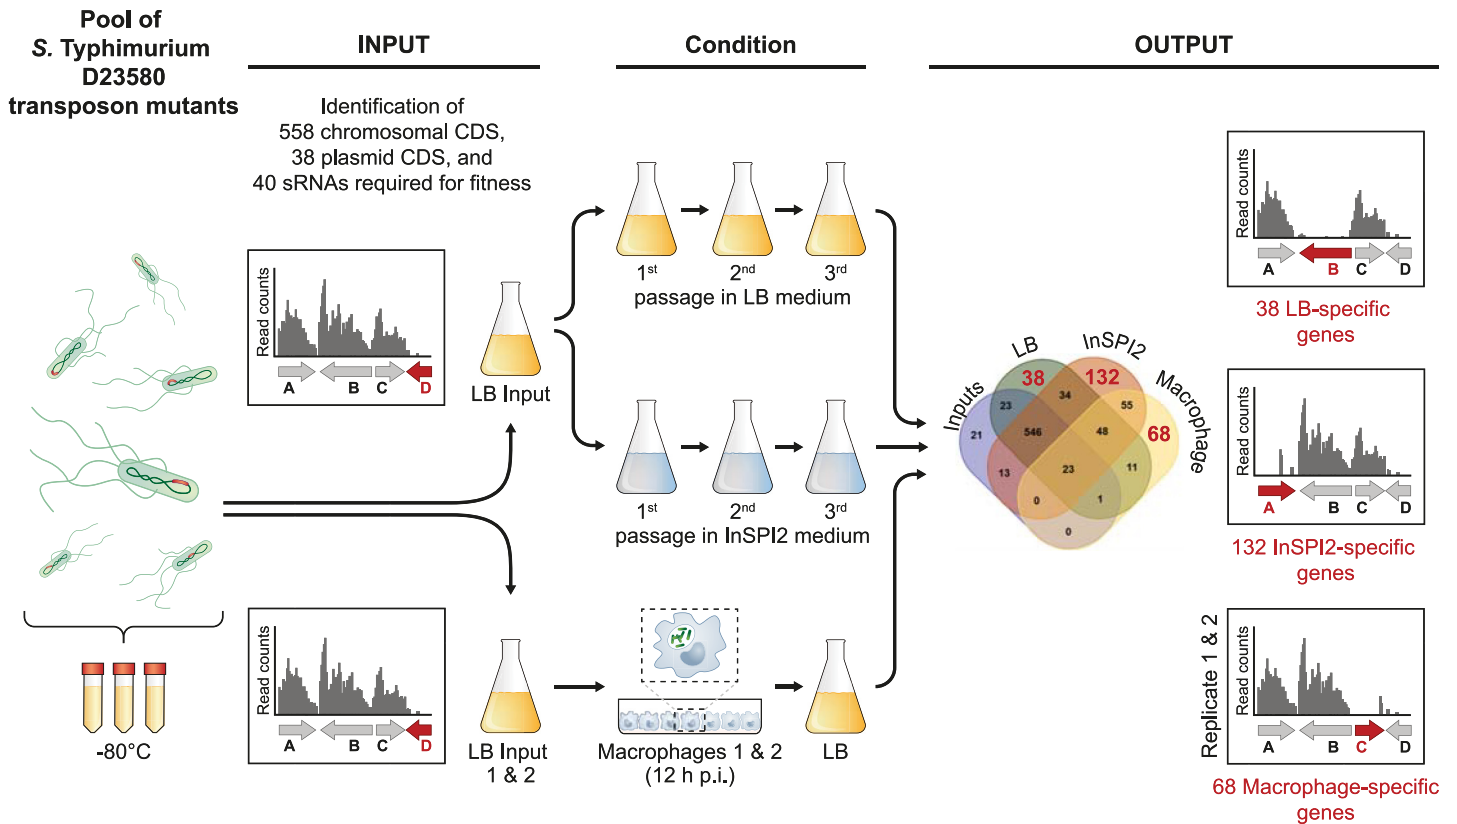 Pool of
S. Typhimurium
D23580
transposon mutants
INPUT
Condition
OUTPUT
Identification of
558 chromosomal CDS,
38 plasmid CDS, and
40 sRNAs required for fitness
Read counts
A B C D
LB Input
1st 2nd 3rd
passage in LB medium
1st 2nd 3rd
passage in InSPI2 medium
-80°C
Read counts
A B C D
LB Input
1 & 2
Macrophages 1 & 2
(12 h p.i.)
LB
Inputs
LB
InSPI2
Macrophage
38 132
23 34 55
21 546 48 68
13 23 11
0 1
0
Read counts
A B C D
38 LB-specific
genes
Read counts
A B C D
132 InSPI2-specific
genes
Replicate 1 & 2
Read counts
A B C D
68 Macrophage-specific
genes